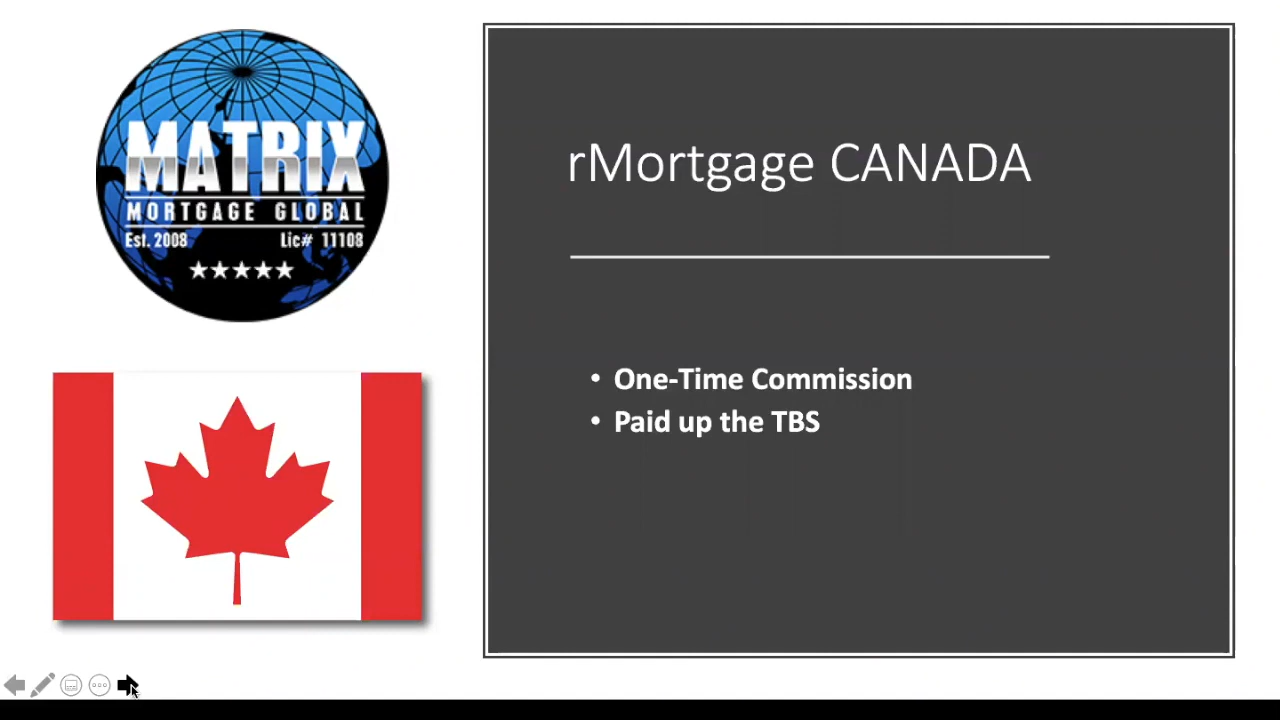 MATRIX
MORTGAGE GLOBAL
Est. 2008 Lic# 11108
rMortgage CANADA
• One-Time Commission
• Paid up the TBS